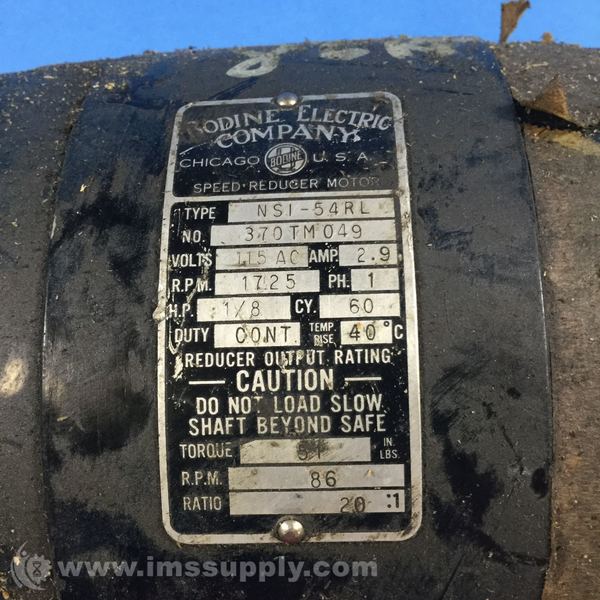 BODINE ELECTRIC
COMPANY
CHICAGO BODINE U.S.A.
SPEED REDUCER MOTOR
TYPE NSI-54RL
NO. 370TM049
VOLTS 115 AC AMP. 2.9
R.P.M. 1725 PH. 1
H.P. 1/8 CY. 60
DUTY CONT. TEMP. RISE 40°C
REDUCER OUTPUT RATING
— CAUTION —
DO NOT LOAD SLOW
SHAFT BEYOND SAFE
TORQUE 51 IN. LBS.
R.P.M. 86
RATIO 20 :1
www.imssupply.com